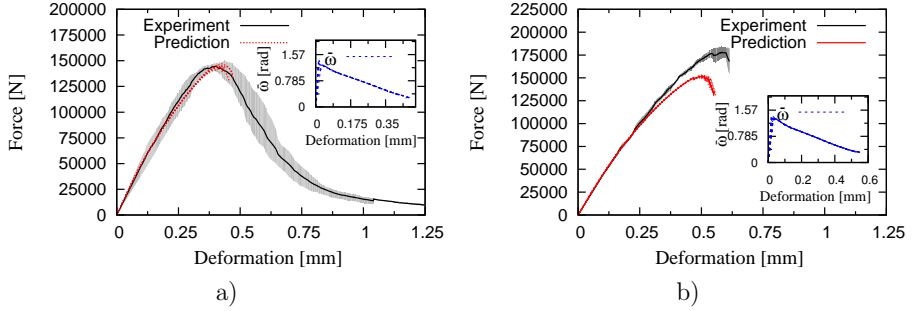 Experiment
Prediction
Force [N]
200000
175000
150000
125000
100000
75000
50000
25000
0
0 0.25 0.5 0.75 1 1.25
Deformation [mm]
ω̄ [rad]
1.57
0.785
0
ω̄
0 0.175 0.35
Deformation [mm]
a)
Experiment
Prediction
Force [N]
225000
200000
175000
150000
125000
100000
75000
50000
25000
0
0 0.25 0.5 0.75 1 1.25
Deformation [mm]
ω̄ [rad]
1.57
0.785
0
ω̄
0 0.2 0.4 0.6
Deformation [mm]
b)